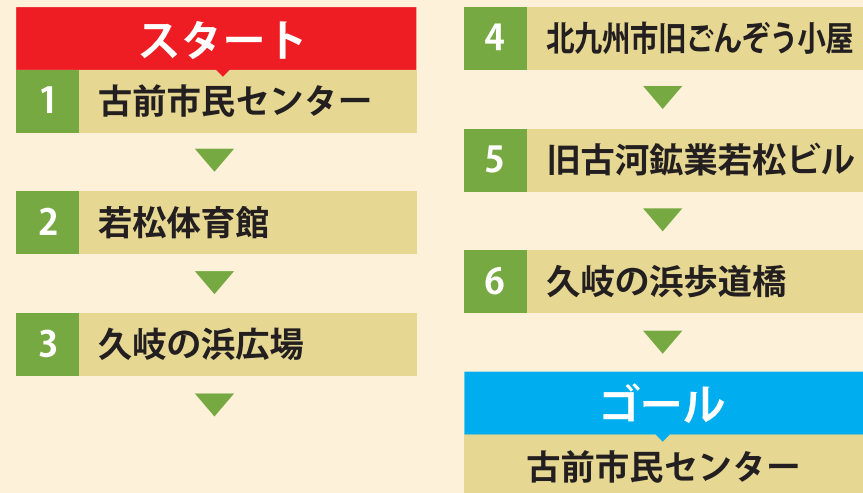 スタート
1 古前市民センター
2 若松体育館
3 久岐の浜広場
4 北九州市旧ごんぞう小屋
5 旧古河鉱業若松ビル
6 久岐の浜歩道橋
ゴール
古前市民センター